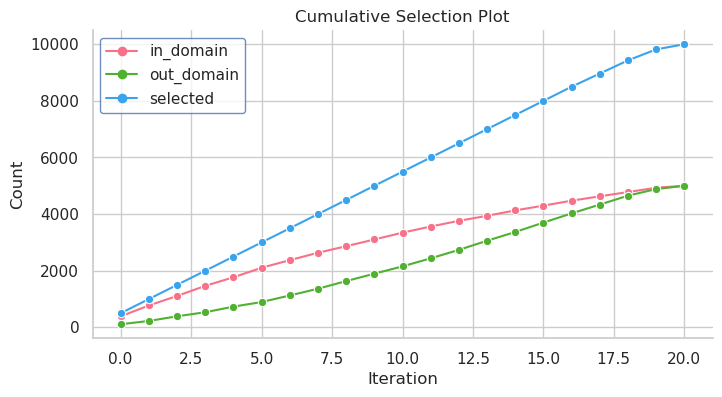 Cumulative Selection Plot
in_domain
out_domain
selected
Count
10000
8000
6000
4000
2000
0
0.0 2.5 5.0 7.5 10.0 12.5 15.0 17.5 20.0
Iteration